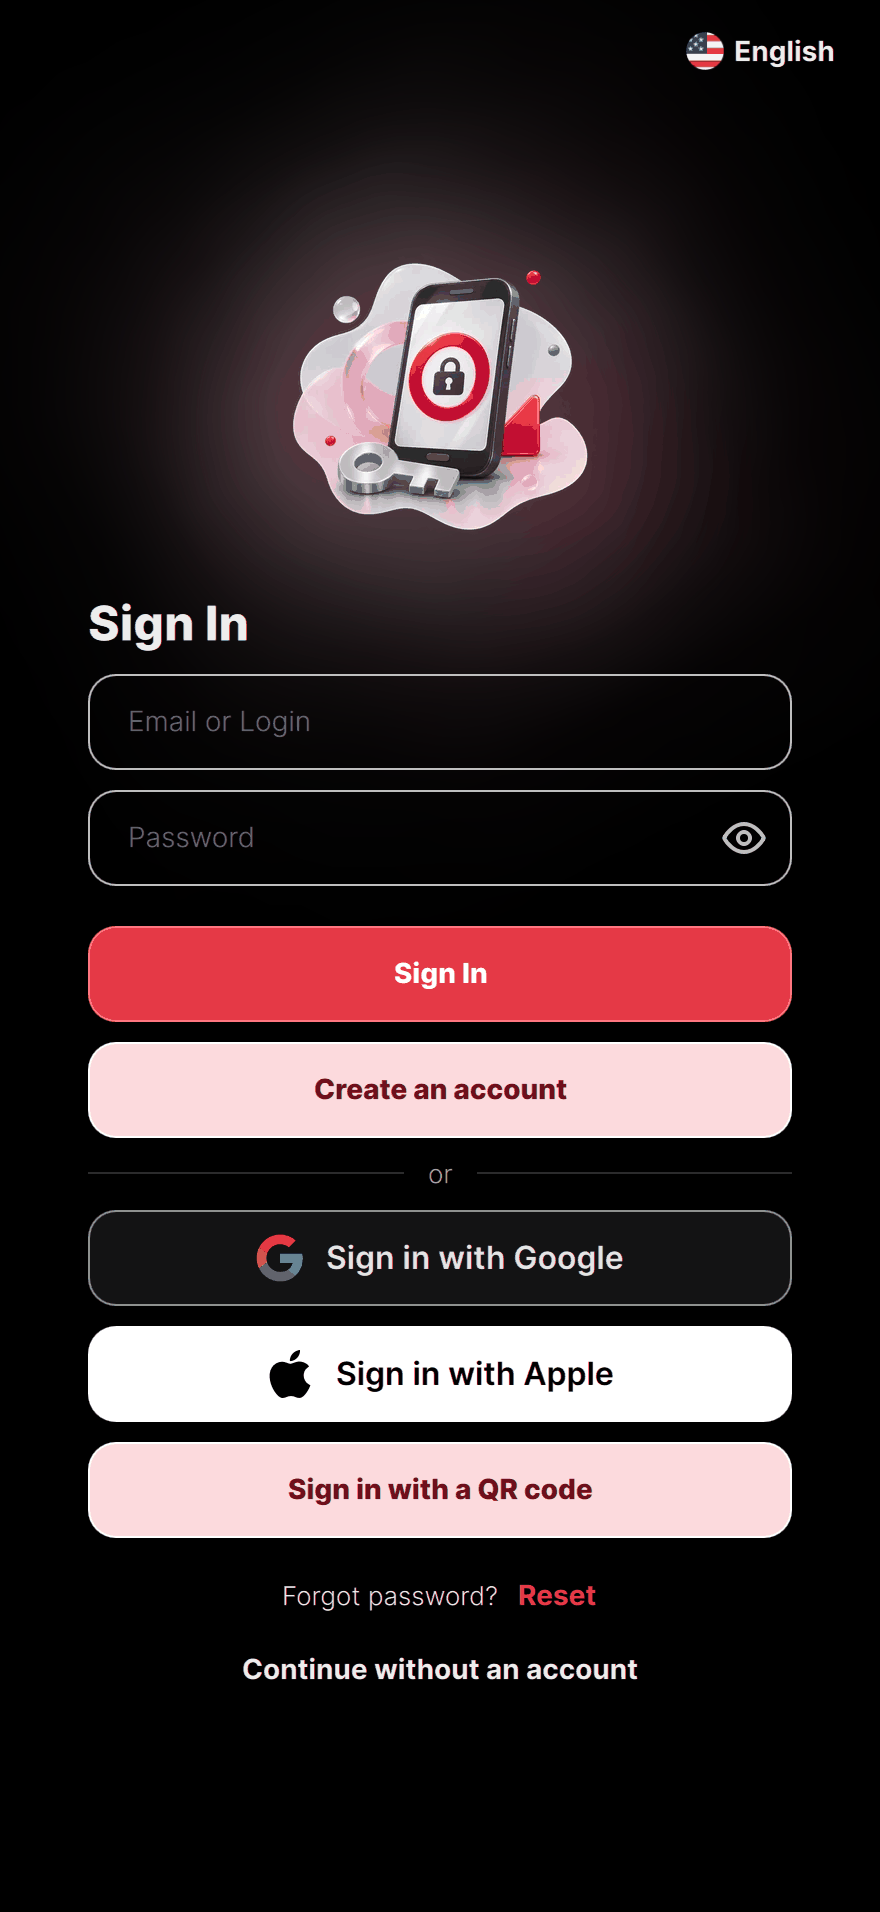 English
Sign In
Email or Login
Password
Sign In
Create an account
or
Sign in with Google
Sign in with Apple
Sign in with a QR code
Forgot password? Reset
Continue without an account